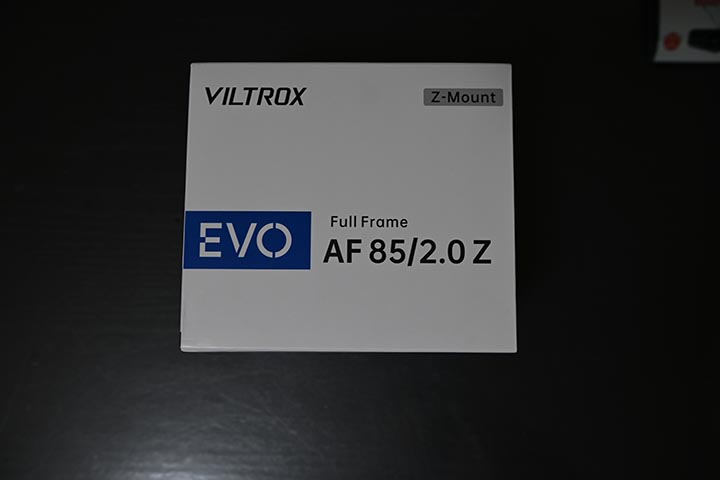 VILTROX
Z-Mount
EVO
Full Frame
AF 85/2.0 Z